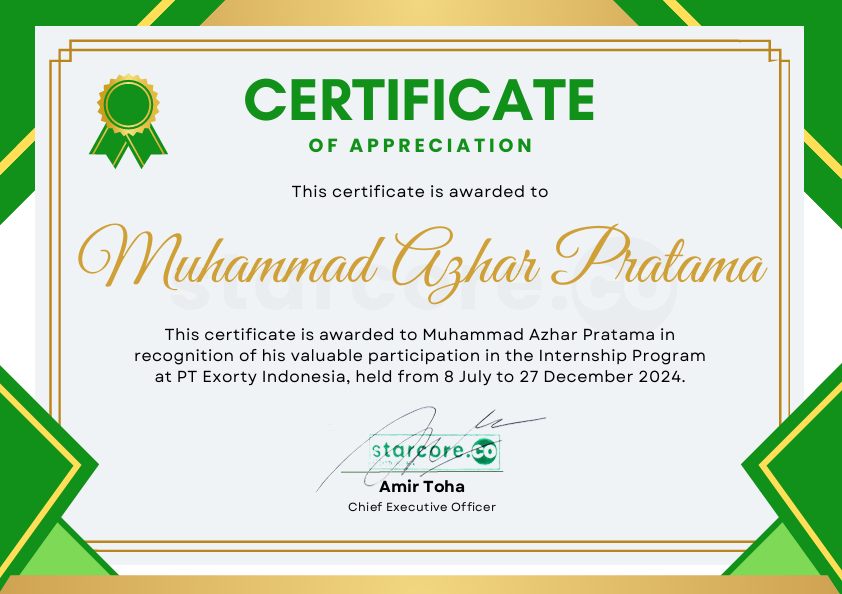 CERTIFICATE
OF APPRECIATION
This certificate is awarded to
Muhammad Azhar Pratama
starcore.co
This certificate is awarded to Muhammad Azhar Pratama in
recognition of his valuable participation in the Internship Program
at PT Exorty Indonesia, held from 8 July to 27 December 2024.
starcore.co
Amir Toha
Chief Executive Officer